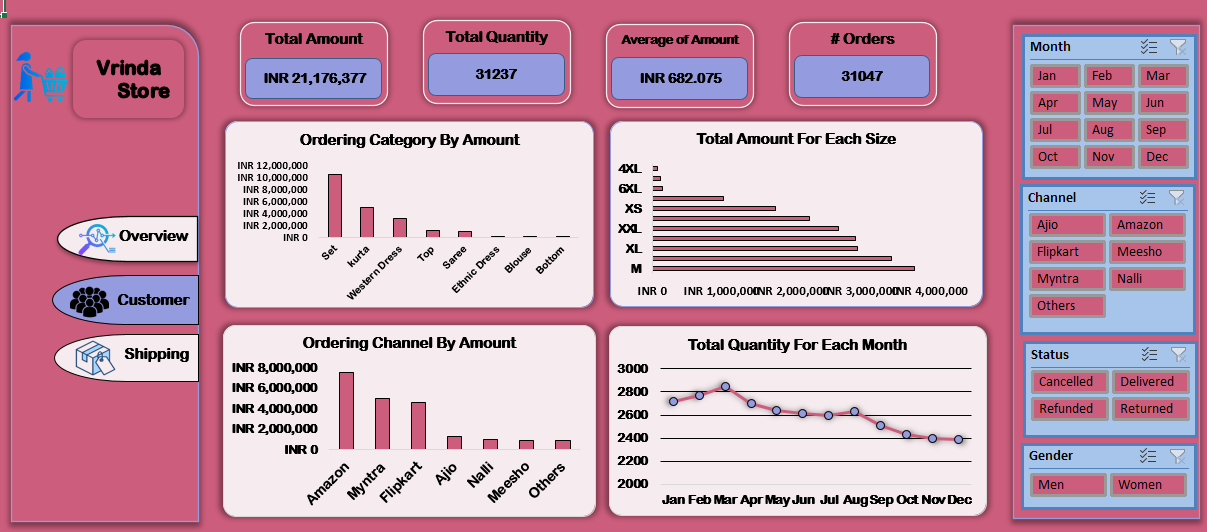 Vrinda
Store
Total Amount
INR 21,176,377
Total Quantity
31237
Average of Amount
INR 682.075
# Orders
31047
Overview
Customer
Shipping
Ordering Category By Amount
INR 12,000,000
INR 10,000,000
INR 8,000,000
INR 6,000,000
INR 4,000,000
INR 2,000,000
INR 0
Set
kurta
Western Dress
Top
Saree
Ethnic Dress
Blouse
Bottom
Total Amount For Each Size
4XL
6XL
XS
XXL
XL
M
INR 0 INR 1,000,000 INR 2,000,000 INR 3,000,000 INR 4,000,000
Ordering Channel By Amount
INR 8,000,000
INR 6,000,000
INR 4,000,000
INR 2,000,000
INR 0
Amazon
Myntra
Flipkart
Ajio
Nalli
Meesho
Others
Total Quantity For Each Month
3000
2800
2600
2400
2200
2000
Jan Feb Mar Apr May Jun Jul Aug Sep Oct Nov Dec
Month
Jan Feb Mar
Apr May Jun
Jul Aug Sep
Oct Nov Dec
Channel
Ajio Amazon
Flipkart Meesho
Myntra Nalli
Others
Status
Cancelled Delivered
Refunded Returned
Gender
Men Women